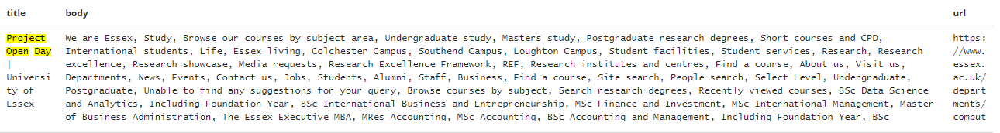 title body url
Project We are Essex, Study, Browse our courses by subject area, Undergraduate study, Masters study, Postgraduate research degrees, Short courses and CPD, https:
Open Day International students, Life, Essex living, Colchester Campus, Southend Campus, Loughton Campus, Student facilities, Student services, Research, Research //www.
| excellence, Research showcase, Media requests, Research Excellence Framework, REF, Research institutes and centres, Find a course, About us, Visit us, essex.
Universi Departments, News, Events, Contact us, Jobs, Students, Alumni, Staff, Business, Find a course, Site search, People search, Select Level, Undergraduate, ac.uk/
ty of Postgraduate, Unable to find any suggestions for your query, Browse courses by subject, Search research degrees, Recently viewed courses, BSc Data Science depart
Essex and Analytics, Including Foundation Year, BSc International Business and Entrepreneurship, MSc Finance and Investment, MSc International Management, Master ments/
of Business Administration, The Essex Executive MBA, MRes Accounting, MSc Accounting, BSc Accounting and Management, Including Foundation Year, BSc comput